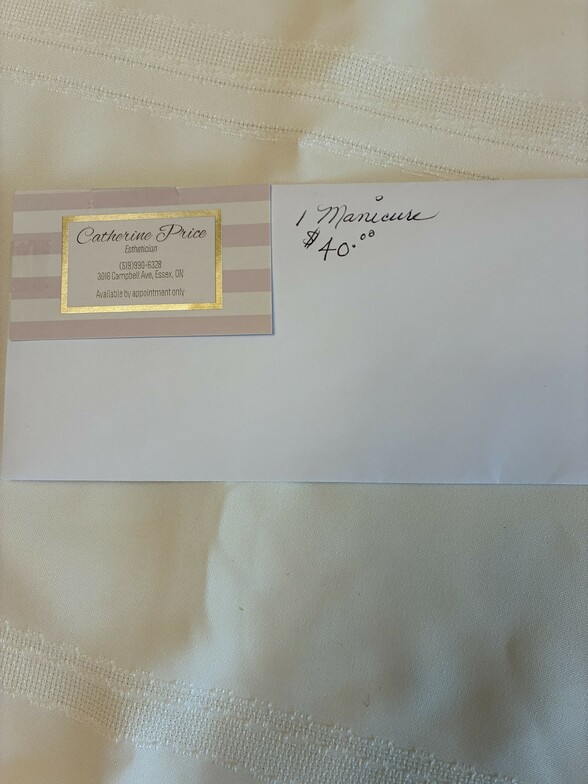 Catherine Price
Esthetician
(519)990-6328
3016 Campbell Ave, Essex, ON
Available by appointment only
1 Manicure
$40.00